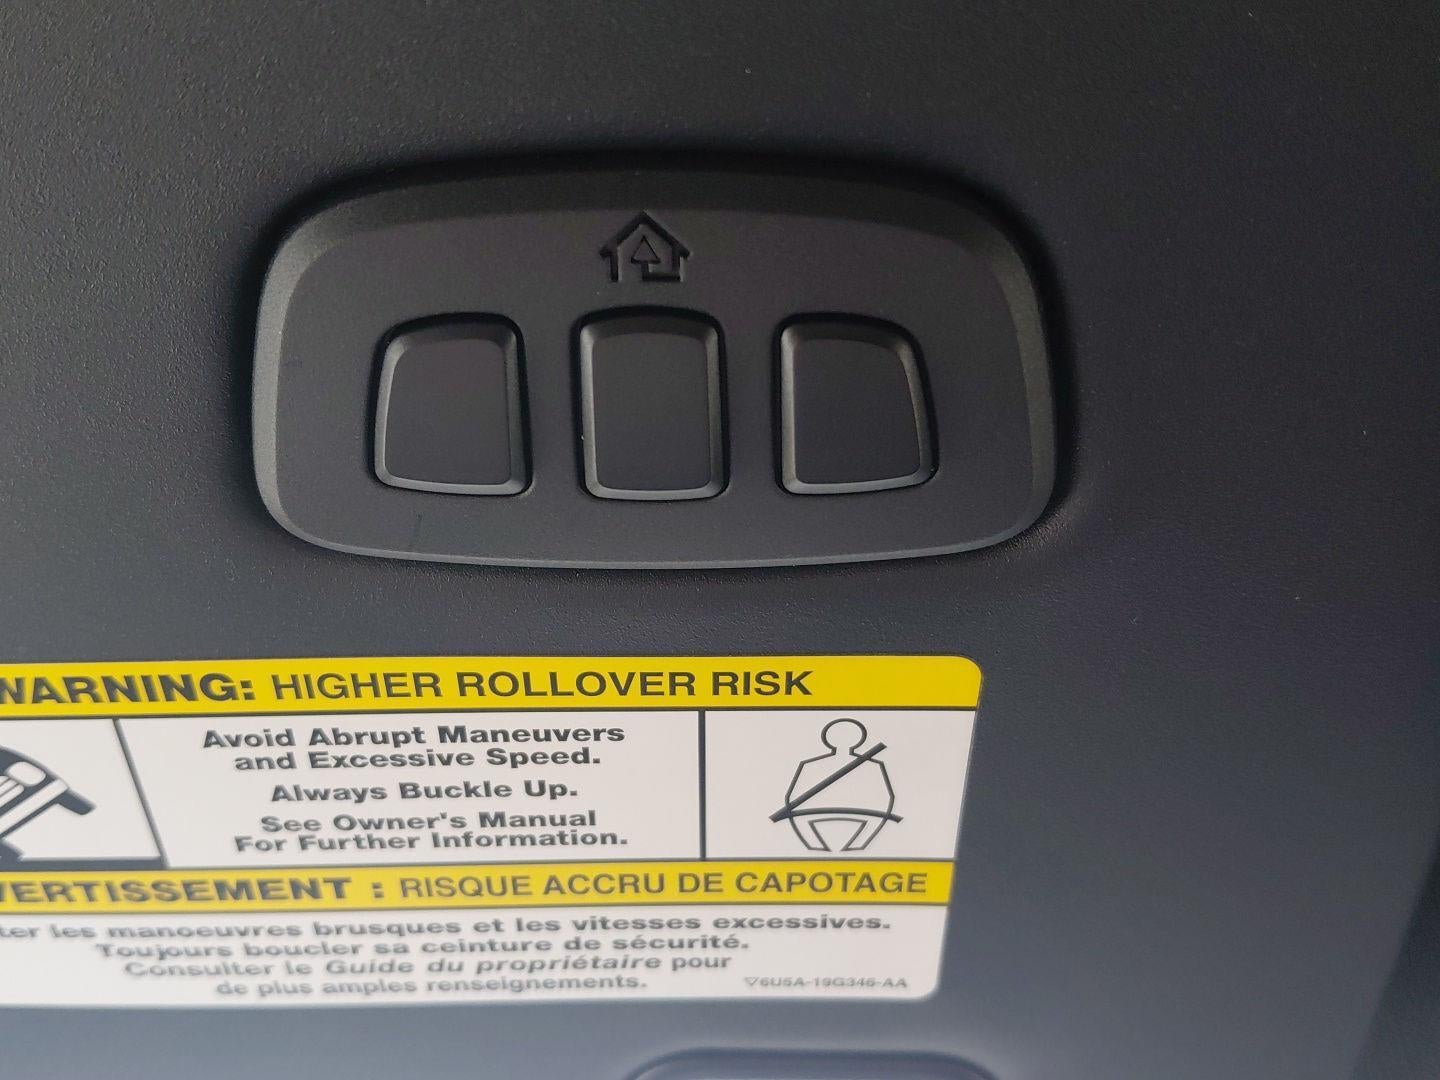 WARNING: HIGHER ROLLOVER RISK
Avoid Abrupt Maneuvers
and Excessive Speed.
Always Buckle Up.
See Owner's Manual
For Further Information.
VERTISSEMENT : RISQUE ACCRU DE CAPOTAGE
ter les manoeuvres brusques et les vitesses excessives.
Toujours boucler sa ceinture de sécurité.
Consulter le Guide du propriétaire pour
de plus amples renseignements.
▽6U5A-19G346-AA